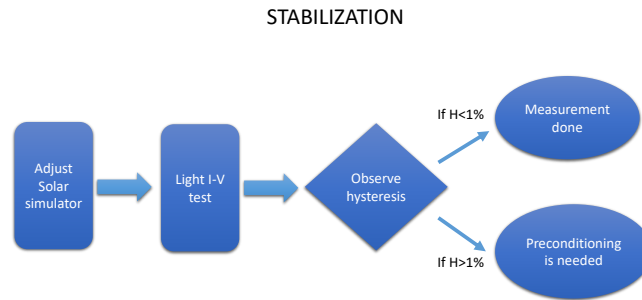 STABILIZATION
Adjust
Solar
simulator
Light I-V
test
Observe
hysteresis
If H<1%
Measurement
done
If H>1%
Preconditioning
is needed